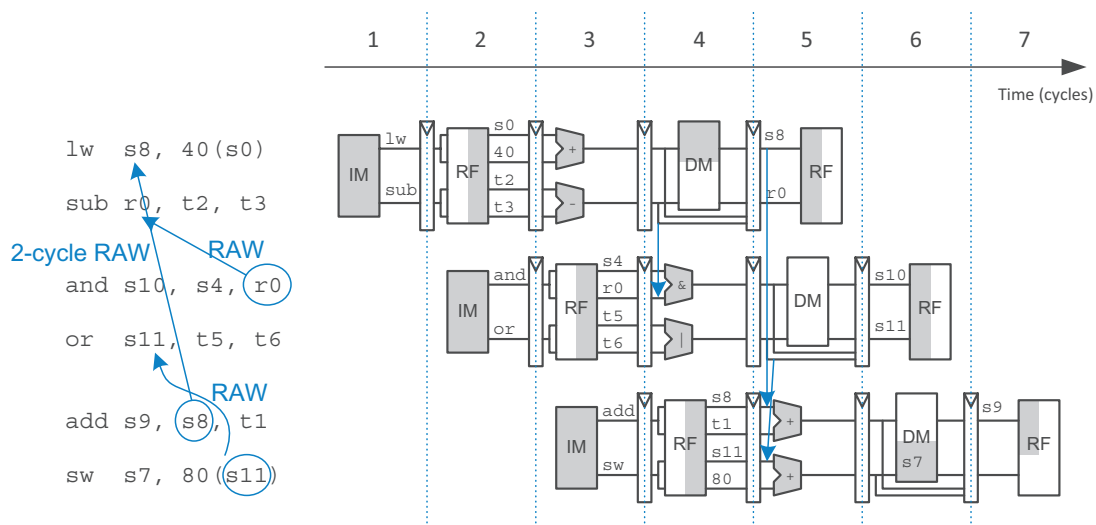 1 2 3 4 5 6 7
Time (cycles)
lw s8, 40(s0)
sub r0, t2, t3
2-cycle RAW
RAW
and s10, s4, r0
or s11, t5, t6
RAW
add s9, s8, t1
sw s7, 80(s11)
IM
lw
sub
RF
s0
40
t2
t3
+
-
DM
s8
r0
RF
IM
and
or
RF
s4
r0
t5
t6
&
|
DM
s10
s11
RF
IM
add
sw
RF
s8
t1
s11
80
+
+
DM
s7
s9
RF